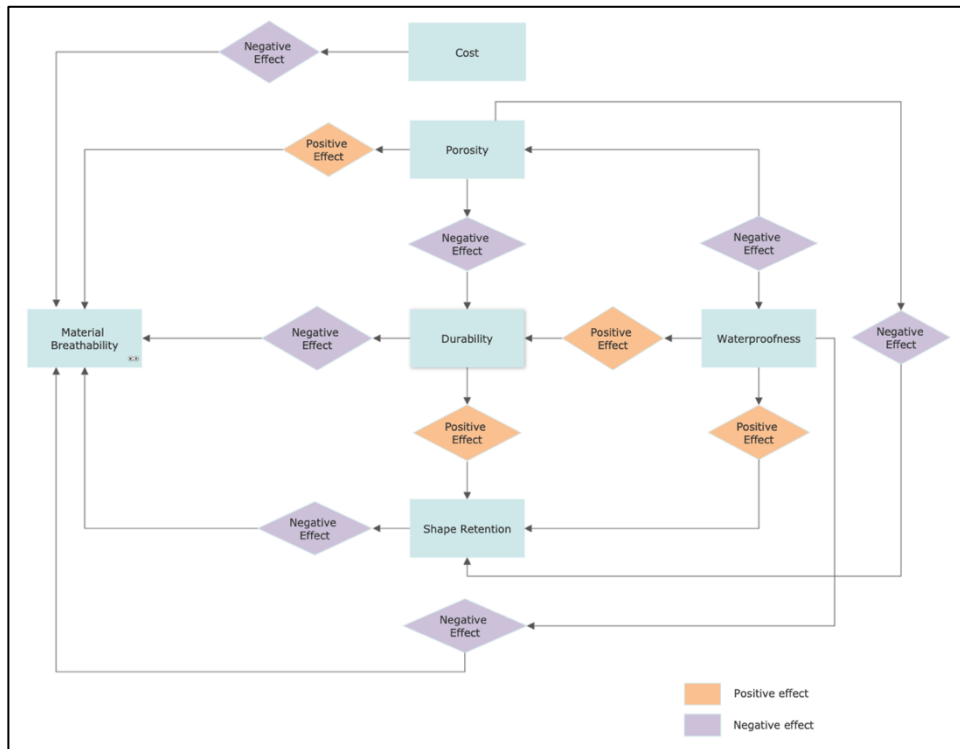 Negative
Effect
Cost
Positive
Effect
Porosity
Negative
Effect
Negative
Effect
Material
Breathability
Negative
Effect
Durability
Positive
Effect
Waterproofness
Negative
Effect
Positive
Effect
Positive
Effect
Negative
Effect
Shape Retention
Negative
Effect
Positive effect
Negative effect